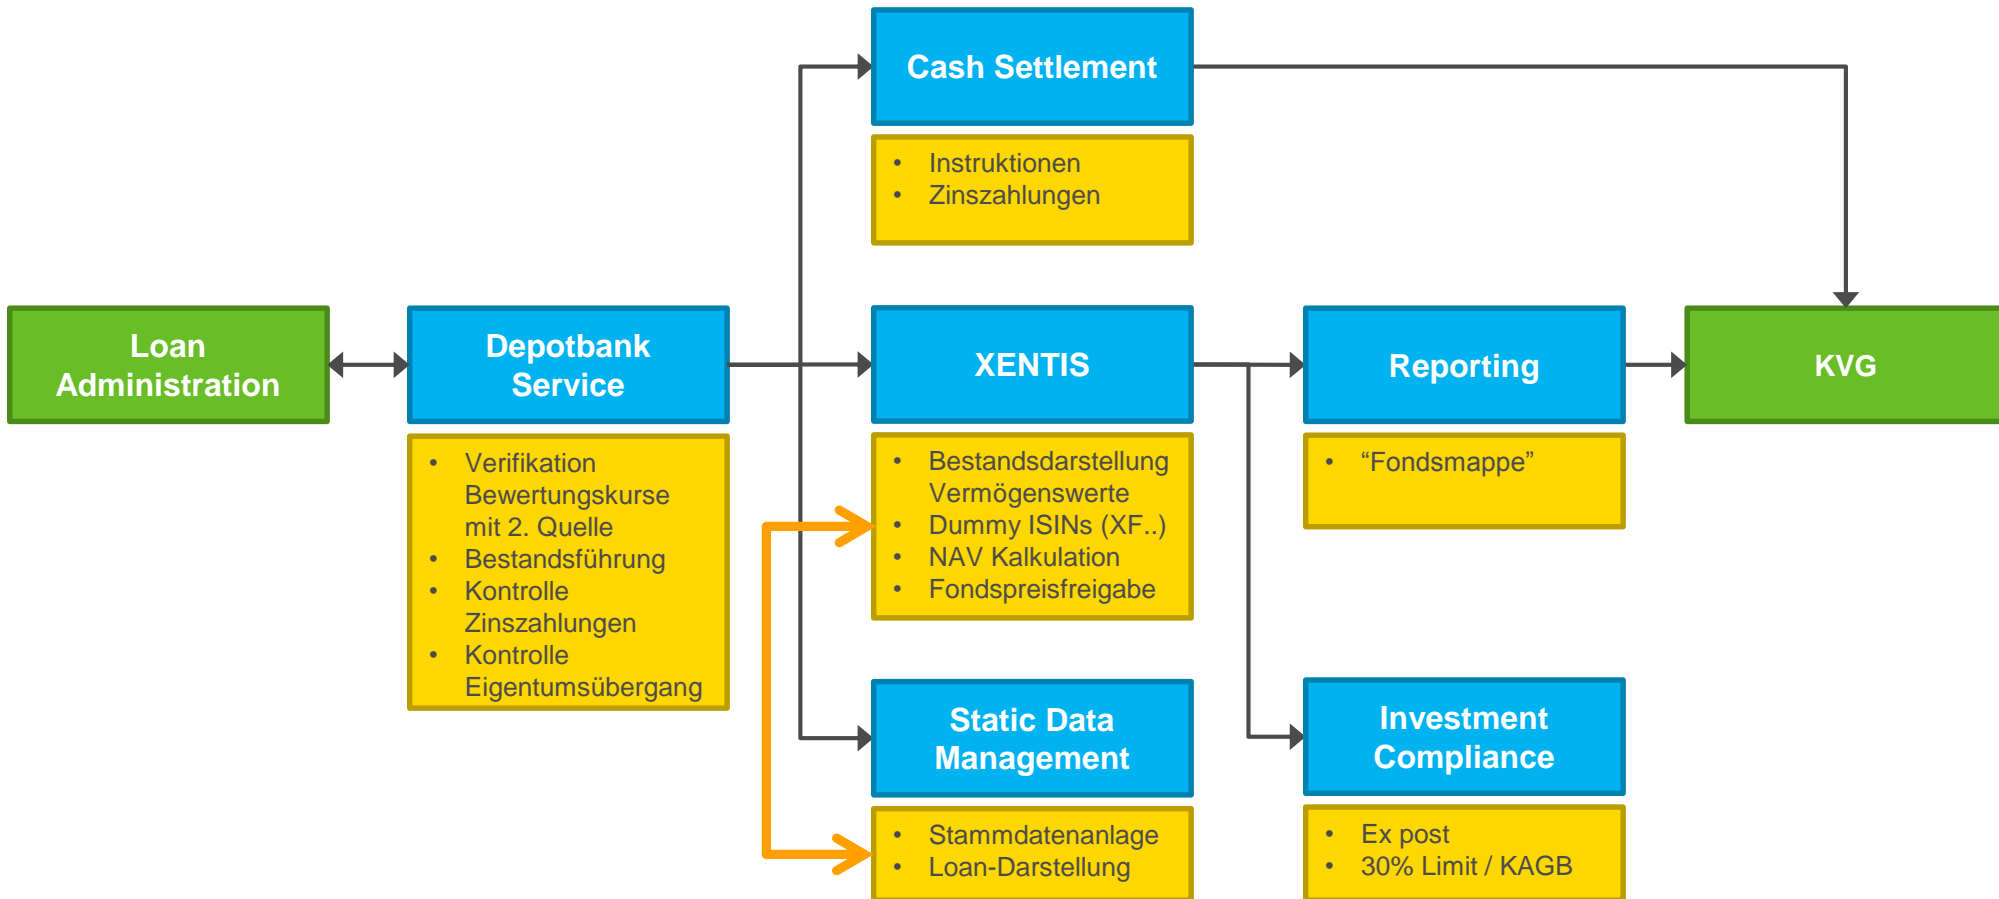 Cash Settlement
• Instruktionen
• Zinszahlungen
Loan
Administration
Depotbank
Service
• Verifikation
Bewertungskurse
mit 2. Quelle
• Bestandsführung
• Kontrolle
Zinszahlungen
• Kontrolle
Eigentumsübergang
XENTIS
• Bestandsdarstellung
Vermögenswerte
• Dummy ISINs (XF..)
• NAV Kalkulation
• Fondspreisfreigabe
Reporting
• “Fondsmappe”
KVG
Static Data
Management
• Stammdatenanlage
• Loan-Darstellung
Investment
Compliance
• Ex post
• 30% Limit / KAGB